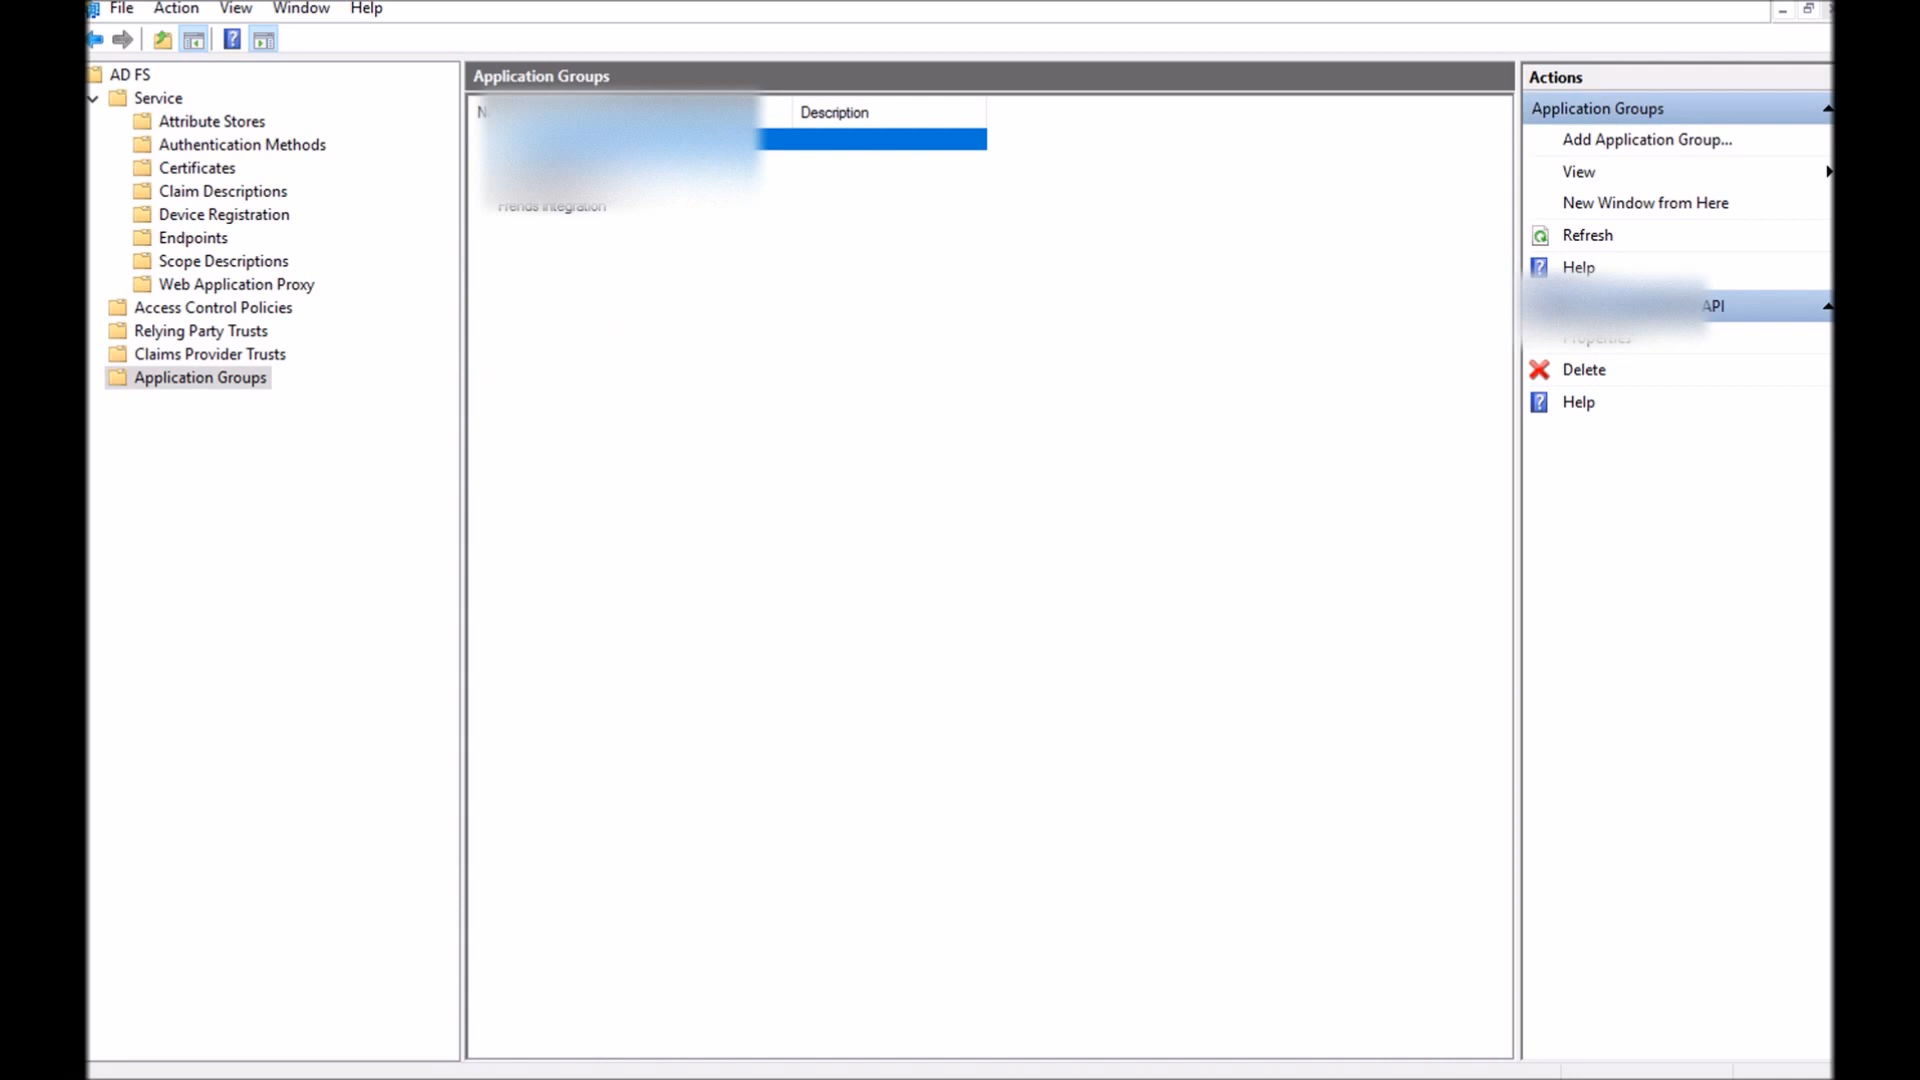 File Action View Window Help
AD FS
Service
Attribute Stores
Authentication Methods
Certificates
Claim Descriptions
Device Registration
Endpoints
Scope Descriptions
Web Application Proxy
Access Control Policies
Relying Party Trusts
Claims Provider Trusts
Application Groups
Application Groups
Description
Integration
Actions
Application Groups
Add Application Group...
View
New Window from Here
Refresh
Help
API
Properties
Delete
Help